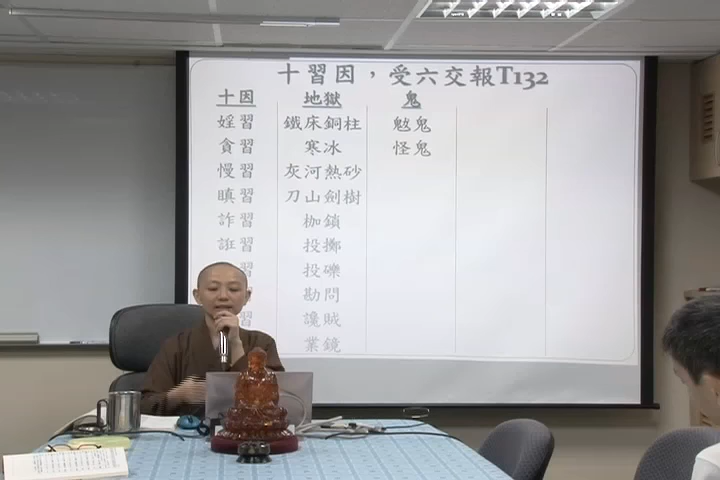 十習因，受六交報T132
十因 地獄 鬼
婬習 鐵床銅柱 魃鬼
貪習 寒冰 怪鬼
慢習 灰河熱砂
瞋習 刀山劍樹
詐習 枷鎖
誑習 投擲
習 投礫
勘問
習 讒賊
業鏡